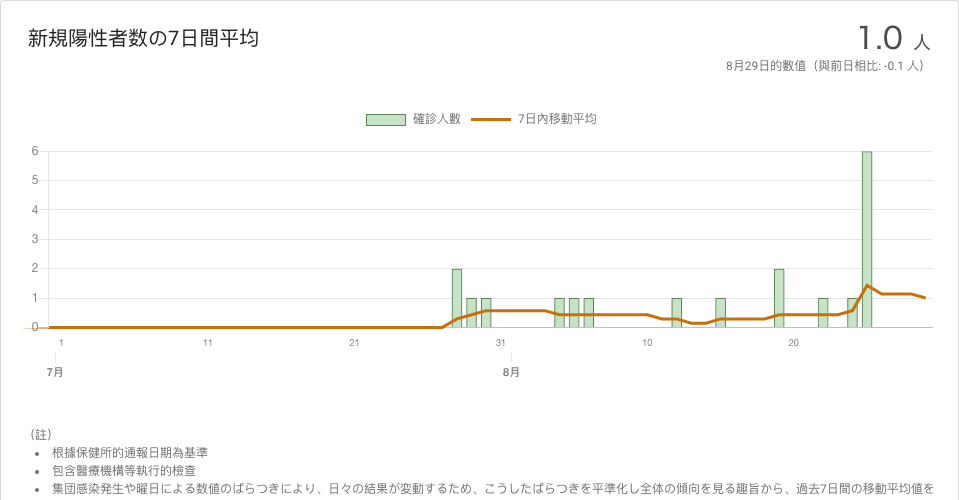 新規陽性者数の7日間平均
1.0 人
8月29日的數值（與前日相比: -0.1 人）
確診人數 7日內移動平均
6
5
4
3
2
1
0
1 11 21 31 10 20
7月 8月
（註）
• 根據保健所的通報日期為基準
• 包含醫療機構等執行的檢查
• 集団感染発生や曜日による数値のばらつきにより、日々の結果が変動するため、こうしたばらつきを平準化し全体の傾向を見る趣旨から、過去7日間の移動平均値を